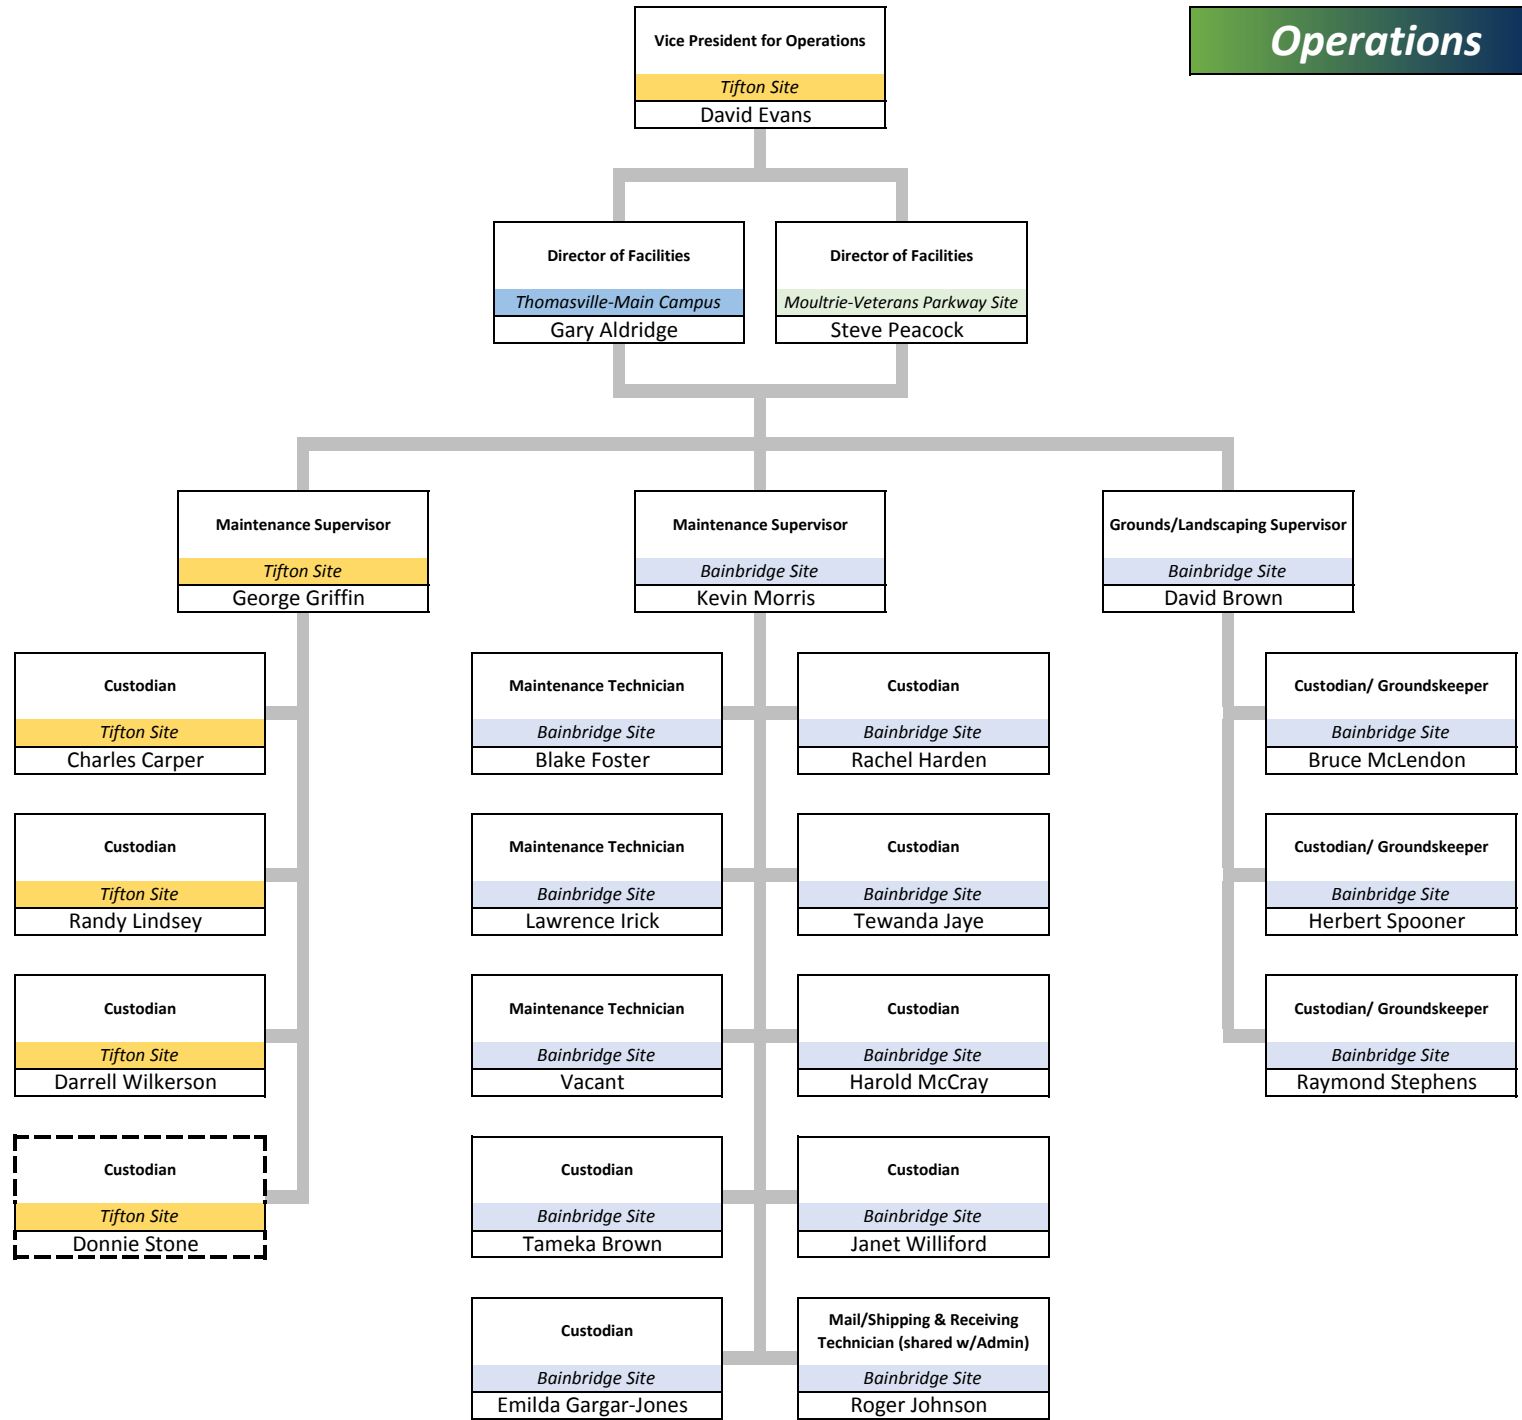 Operations
Vice President for Operations
Tifton Site
David Evans
Director of Facilities
Thomasville-Main Campus
Gary Aldridge
Director of Facilities
Moultrie-Veterans Parkway Site
Steve Peacock
Maintenance Supervisor
Tifton Site
George Griffin
Maintenance Supervisor
Bainbridge Site
Kevin Morris
Grounds/Landscaping Supervisor
Bainbridge Site
David Brown
Custodian
Tifton Site
Charles Carper
Custodian
Tifton Site
Randy Lindsey
Custodian
Tifton Site
Darrell Wilkerson
Custodian
Tifton Site
Donnie Stone
Maintenance Technician
Bainbridge Site
Blake Foster
Custodian
Bainbridge Site
Rachel Harden
Maintenance Technician
Bainbridge Site
Lawrence Irick
Custodian
Bainbridge Site
Tewanda Jaye
Maintenance Technician
Bainbridge Site
Vacant
Custodian
Bainbridge Site
Harold McCray
Custodian
Bainbridge Site
Tameka Brown
Custodian
Bainbridge Site
Janet Williford
Custodian
Bainbridge Site
Emilda Gargar-Jones
Mail/Shipping & Receiving
Technician (shared w/Admin)
Bainbridge Site
Roger Johnson
Custodian/ Groundskeeper
Bainbridge Site
Bruce McLendon
Custodian/ Groundskeeper
Bainbridge Site
Herbert Spooner
Custodian/ Groundskeeper
Bainbridge Site
Raymond Stephens